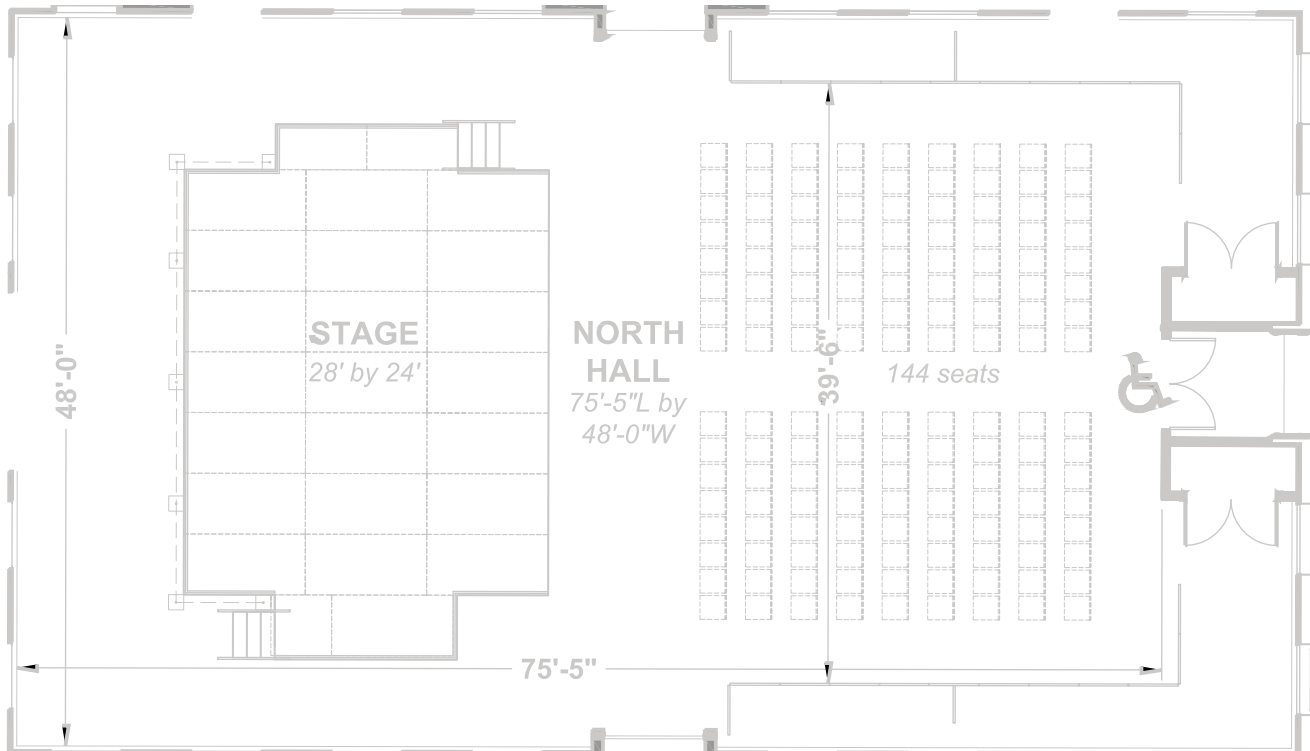 STAGE
28' by 24'
NORTH
HALL
75'-5"L by
48'-0"W
144 seats
48'-0"
39'-6"
75'-5"